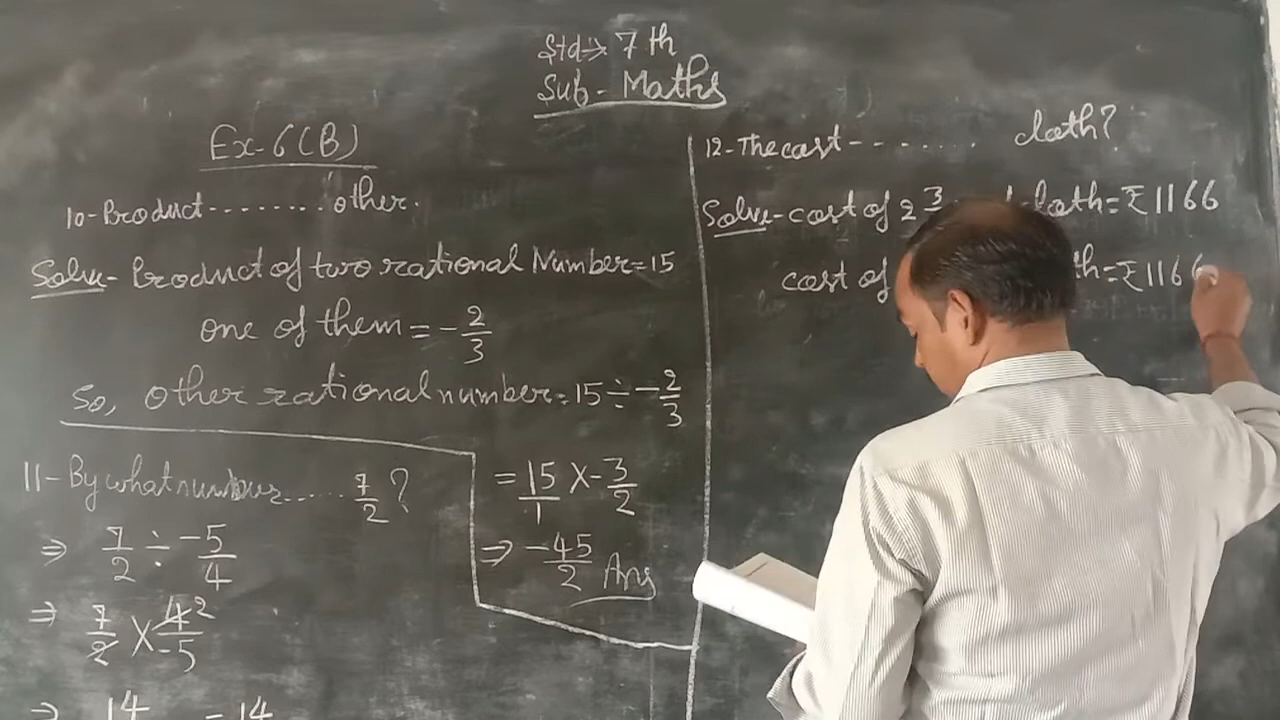 Std → 7 th
Sub - Maths
Ex-6(B)
10- Product ........ other.
Solve - Product of two rational Number = 15
one of them = - 2/3
So, other rational number = 15 ÷ - 2/3
= 15/1 X - 3/2
⇒ -45/2 Ans
11- By what number ...... 7/2 ?
⇒ 7/2 ÷ -5/4
⇒ 7/2 X 4 2/-5
⇒ 14 = 14
12- The cost - - ...... cloth?
Solve - cost of 2 3 = ₹1166
cost of = ₹1166